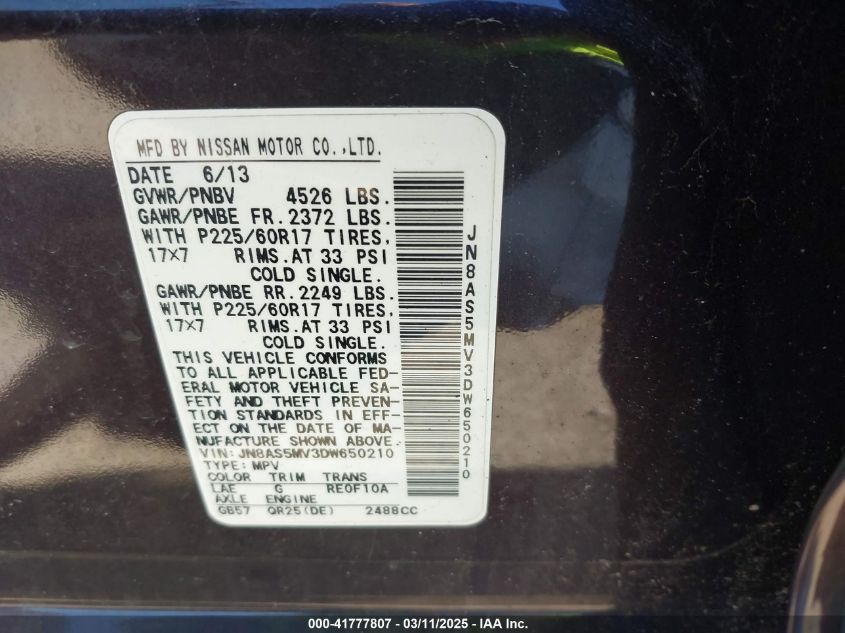 MFD BY NISSAN MOTOR CO.,LTD.
DATE 6/13
GVWR/PNBV 4526 LBS.
GAWR/PNBE FR. 2372 LBS.
WITH P225/60R17 TIRES,
17×7 RIMS.AT 33 PSI
COLD SINGLE.
GAWR/PNBE RR. 2249 LBS.
WITH P225/60R17 TIRES,
17×7 RIMS.AT 33 PSI
COLD SINGLE.
THIS VEHICLE CONFORMS
TO ALL APPLICABLE FED-
ERAL MOTOR VEHICLE SA-
FETY AND THEFT PREVEN-
TION STANDARDS IN EFF-
ECT ON THE DATE OF MA-
NUFACTURE SHOWN ABOVE.
VIN: JN8AS5MV3DW650210
TYPE: MPV
COLOR TRIM TRANS
LAE G RE0F10A
AXLE ENGINE
GB57 QR25(DE) 2488CC
JN8AS5MV3DW650210
000-41777807 - 03/11/2025 - IAA Inc.